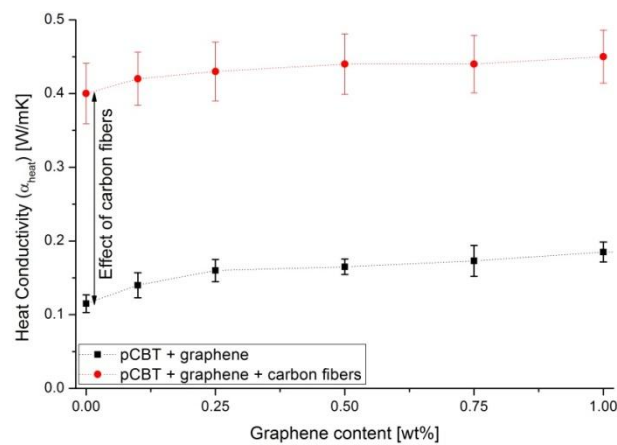 0.5
0.4
0.3
0.2
0.1
0.0
Heat Conductivity (αheat) [W/mK]
Effect of carbon fibers
pCBT + graphene
pCBT + graphene + carbon fibers
0.00 0.25 0.50 0.75 1.00
Graphene content [wt%]